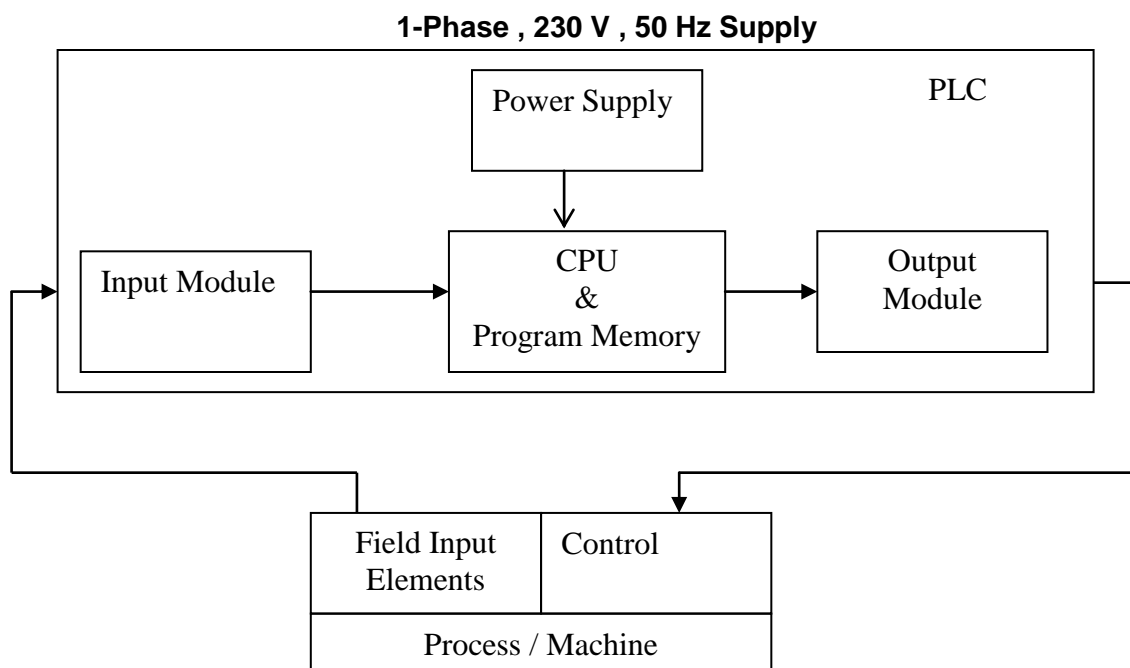 1-Phase , 230 V , 50 Hz Supply
Power Supply
PLC
Input Module
CPU
&
Program Memory
Output
Module
Field Input
Elements
Control
Process / Machine